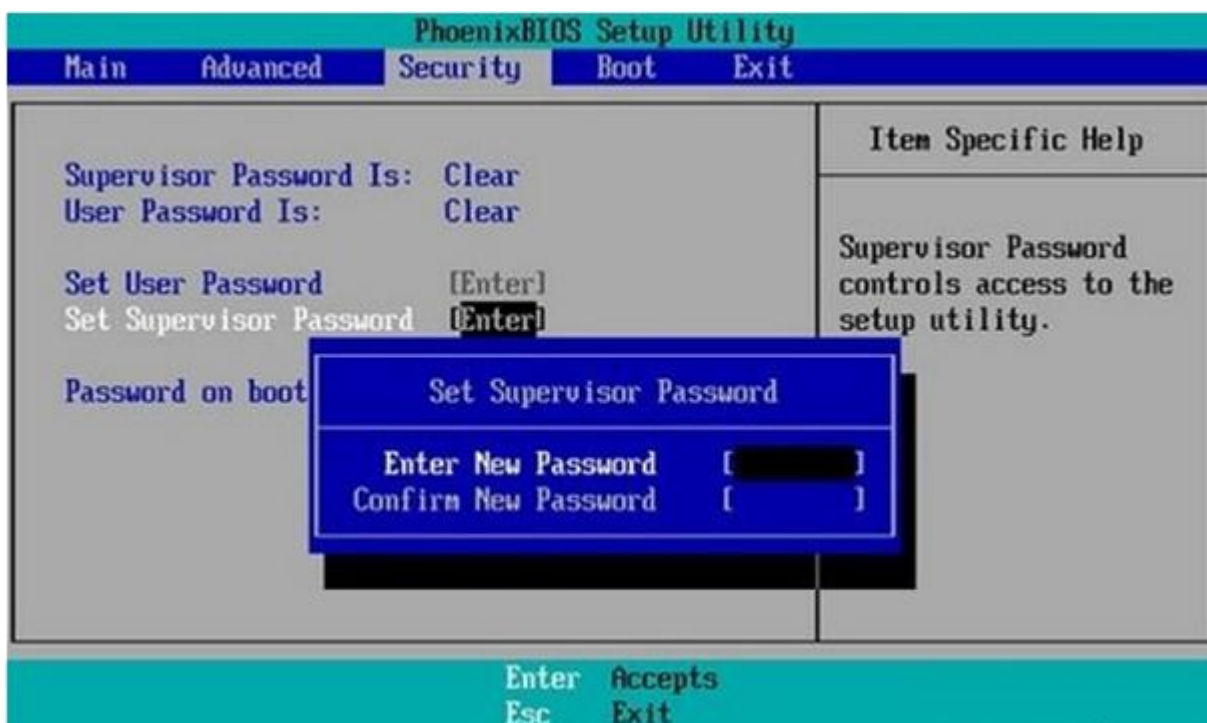 PhoenixBIOS Setup Utility
Main Advanced Security Boot Exit
Supervisor Password Is: Clear
User Password Is: Clear
Set User Password [Enter]
Set Supervisor Password [Enter]
Password on boot
Item Specific Help
Supervisor Password
controls access to the
setup utility.
Set Supervisor Password
Enter New Password [ ]
Confirm New Password [ ]
Enter Accepts
Esc Exit